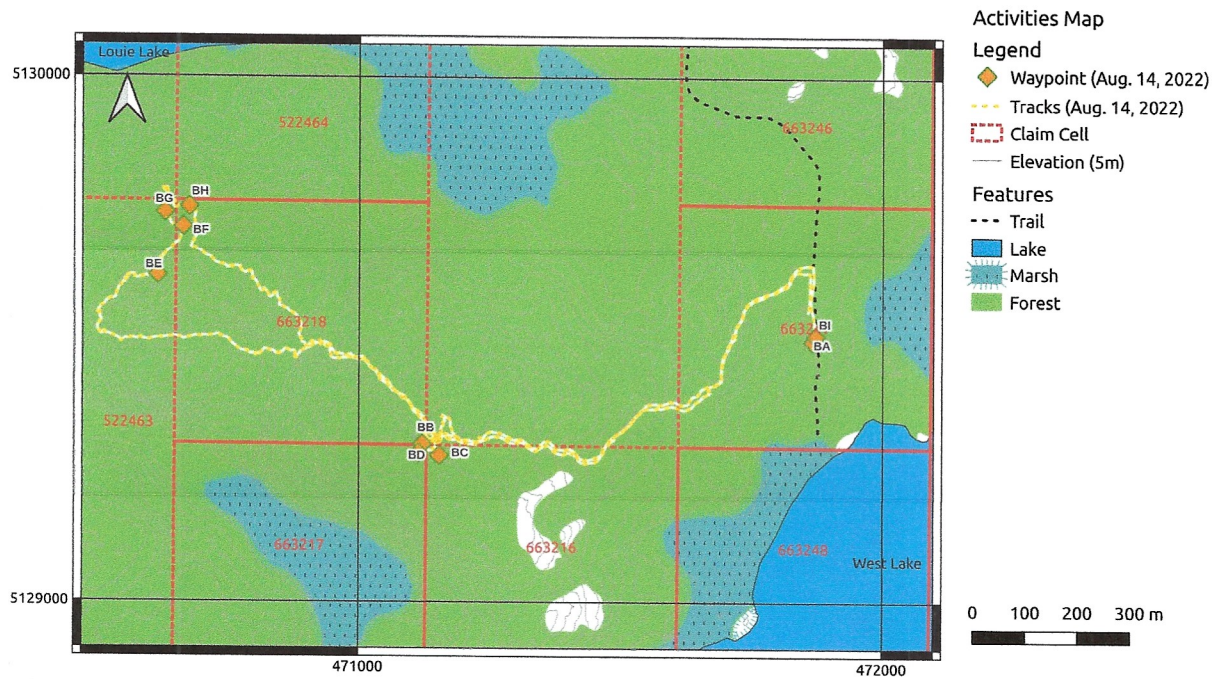 Activities Map
Legend
Waypoint (Aug. 14, 2022)
Tracks (Aug. 14, 2022)
Claim Cell
Elevation (5m)
Features
Trail
Lake
Marsh
Forest
0 100 200 300 m
Louie Lake
5130000
522464
663246
BG
BH
BF
BE
663218
BI
BA
522463
BB
BD
BC
663217
663216
663248
West Lake
5129000
471000
472000